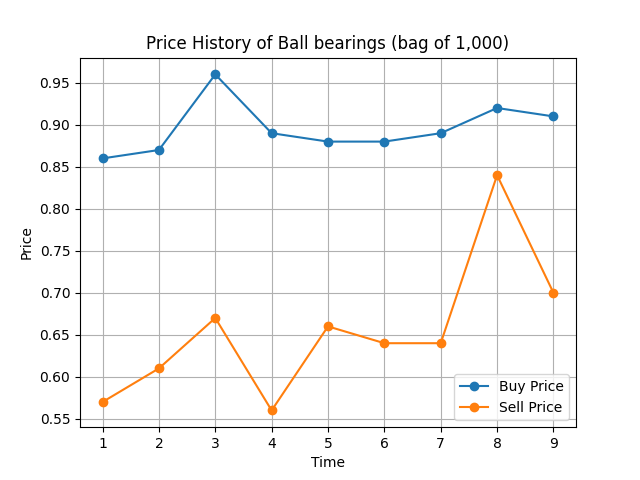 Price History of Ball bearings (bag of 1,000)
0.95
0.90
0.85
0.80
0.75
0.70
0.65
0.60
0.55
Price
1 2 3 4 5 6 7 8 9
Time
Buy Price
Sell Price